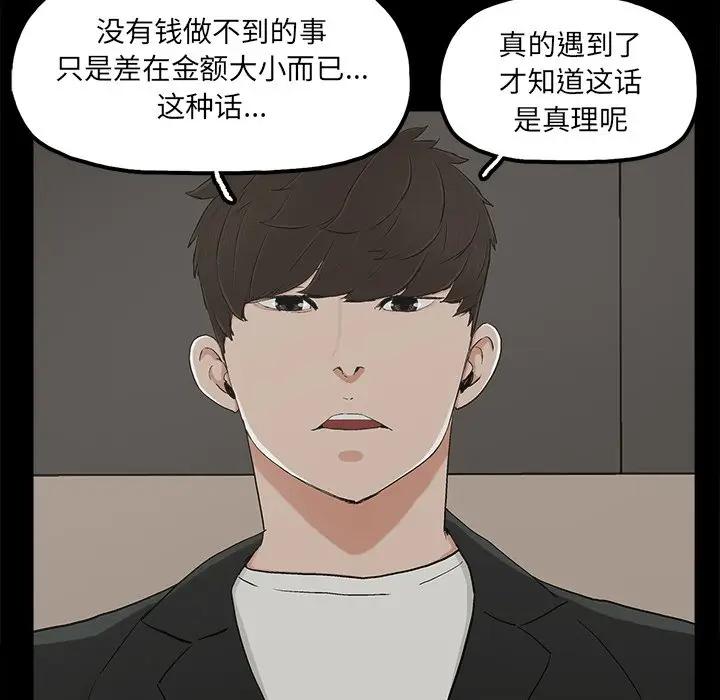 没有钱做不到的事
只是差在金额大小而已...
这种话...
真的遇到了
才知道这话
是真理呢